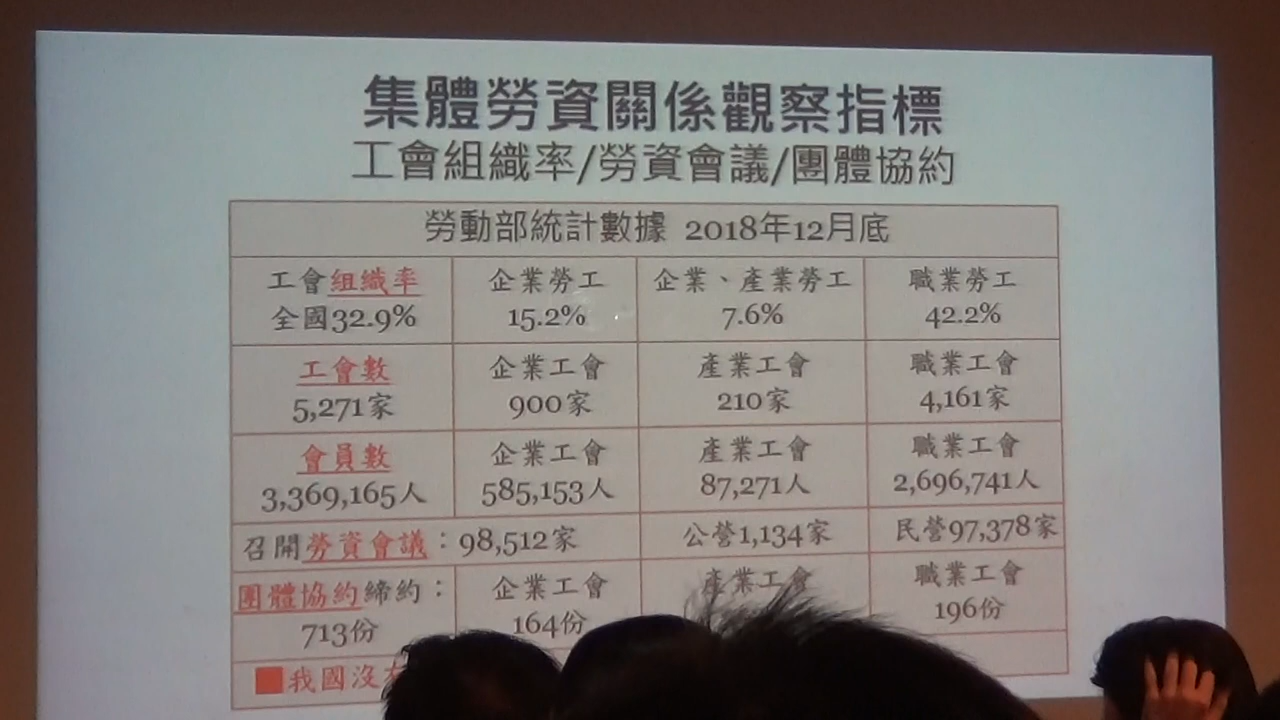 集體勞資關係觀察指標
工會組織率/勞資會議/團體協約
勞動部統計數據 2018年12月底
工會組織率 企業勞工 企業、產業勞工 職業勞工
全國32.9% 15.2% 7.6% 42.2%
工會數 企業工會 產業工會 職業工會
5,271家 900家 210家 4,161家
會員數 企業工會 產業工會 職業工會
3,369,165人 585,153人 87,271人 2,696,741人
召開勞資會議：98,512家 公營1,134家 民營97,378家
團體協約締約： 企業工會 產業工會 職業工會
713份 164份 196份
我國沒